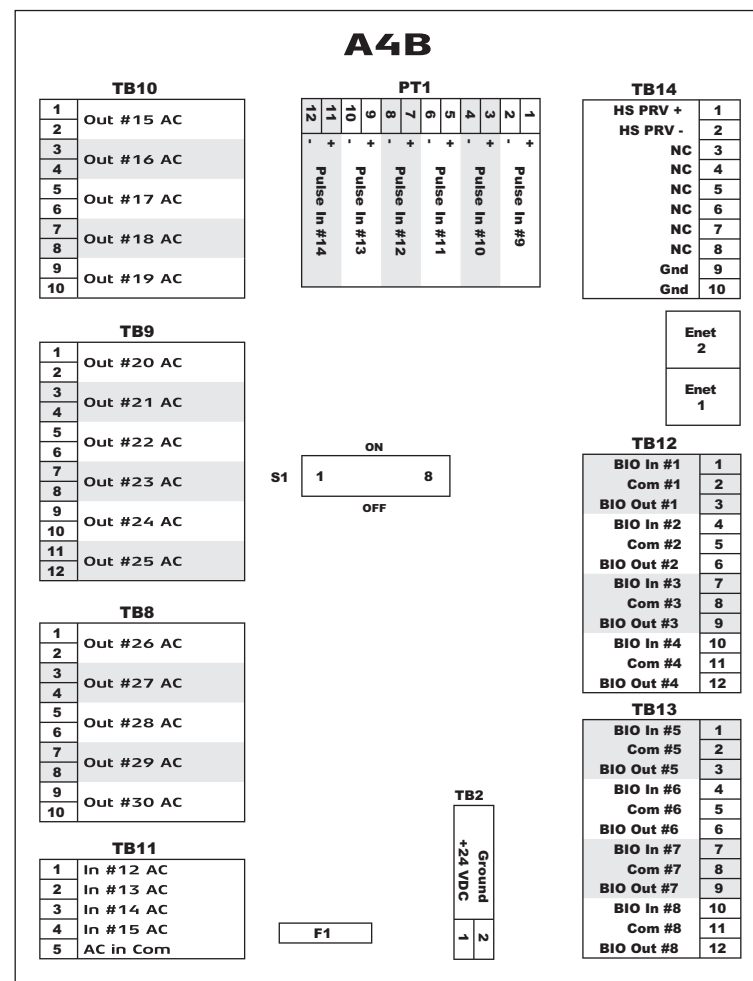 A4B
TB10
1
2
Out #15 AC
3
4
Out #16 AC
5
6
Out #17 AC
7
8
Out #18 AC
9
10
Out #19 AC
TB9
1
2
Out #20 AC
3
4
Out #21 AC
5
6
Out #22 AC
7
8
Out #23 AC
9
10
Out #24 AC
11
12
Out #25 AC
TB8
1
2
Out #26 AC
3
4
Out #27 AC
5
6
Out #28 AC
7
8
Out #29 AC
9
10
Out #30 AC
TB11
1 In #12 AC
2 In #13 AC
3 In #14 AC
4 In #15 AC
5 AC in Com
PT1
12 11 10 9 8 7 6 5 4 3 2 1
- + - + - + - + - + - +
Pulse In #14
Pulse In #13
Pulse In #12
Pulse In #11
Pulse In #10
Pulse In #9
ON
S1 1 8
OFF
F1
TB2
+24 VDC
Ground
1 2
TB14
HS PRV + 1
HS PRV - 2
NC 3
NC 4
NC 5
NC 6
NC 7
NC 8
Gnd 9
Gnd 10
Enet
2
Enet
1
TB12
BIO In #1 1
Com #1 2
BIO Out #1 3
BIO In #2 4
Com #2 5
BIO Out #2 6
BIO In #3 7
Com #3 8
BIO Out #3 9
BIO In #4 10
Com #4 11
BIO Out #4 12
TB13
BIO In #5 1
Com #5 2
BIO Out #5 3
BIO In #6 4
Com #6 5
BIO Out #6 6
BIO In #7 7
Com #7 8
BIO Out #7 9
BIO In #8 10
Com #8 11
BIO Out #8 12